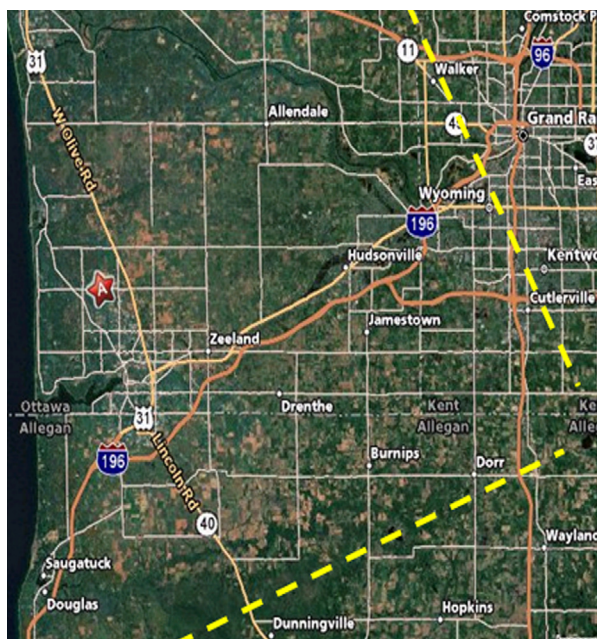 Comstock P
31
11
96
Walker
Allendale
45
Grand Ra
37
W Olive Rd
Eas
Wyoming
196
Hudsonville
Kentwo
A
Cutlerville
Jamestown
Zeeland
Ottawa
Allegan
Drenthe
Kent
Allegan
Ke
Alle
31
Lincoln Rd
196
Burnips
Dorr
40
Waylan
Saugatuck
Douglas
Hopkins
Dunningville